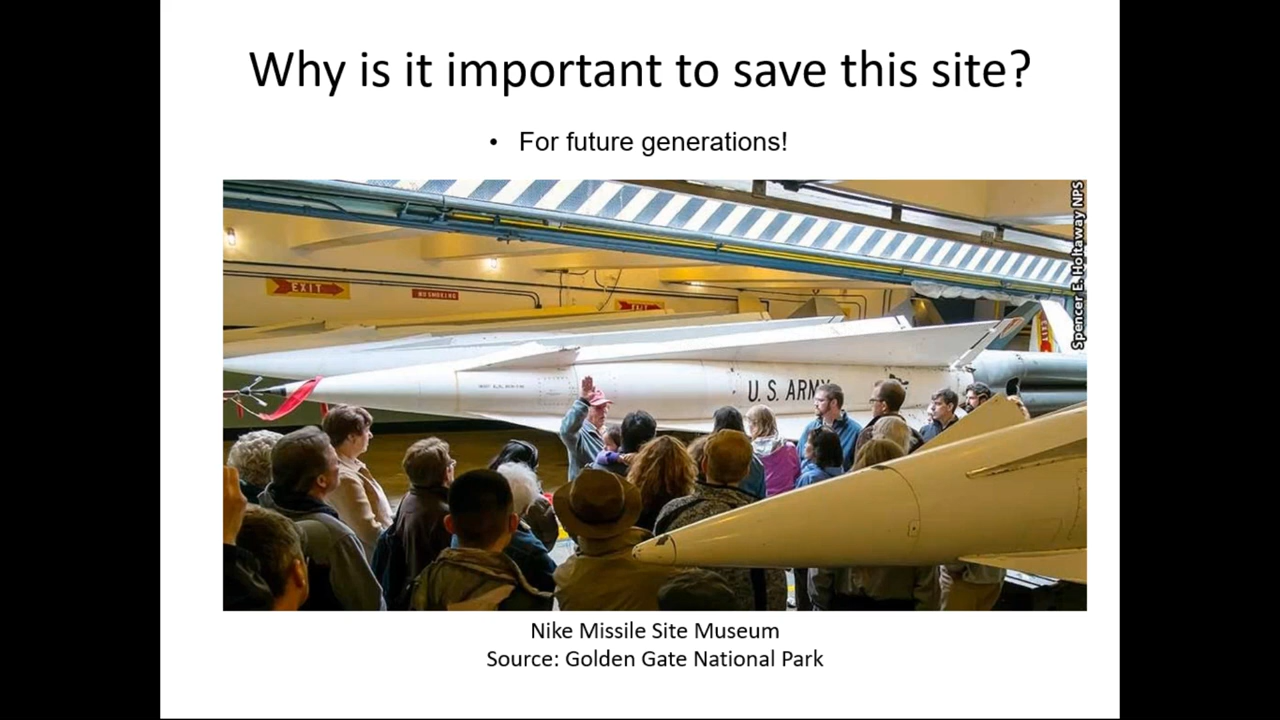 Why is it important to save this site?
• For future generations!
Spencer E. Holtaway NPS
EXIT
NO SMOKING
U. S. ARMY
Nike Missile Site Museum
Source: Golden Gate National Park